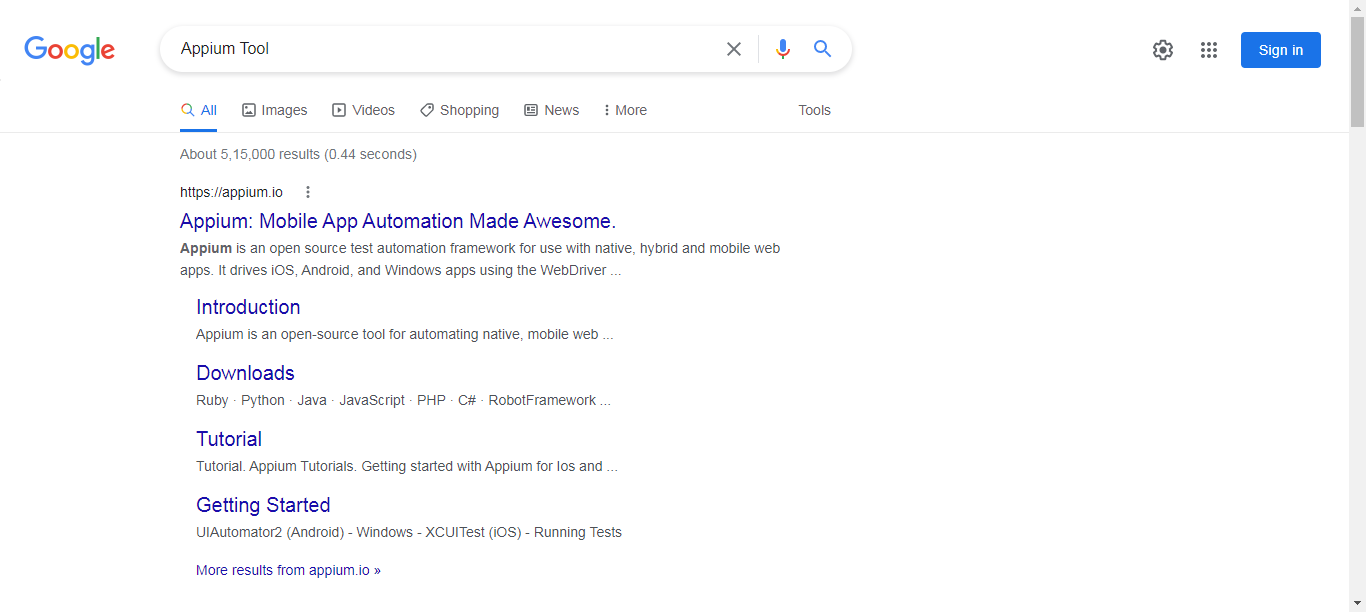 Google
Appium Tool
Sign in
All Images Videos Shopping News More Tools
About 5,15,000 results (0.44 seconds)
https://appium.io
Appium: Mobile App Automation Made Awesome.
Appium is an open source test automation framework for use with native, hybrid and mobile web
apps. It drives iOS, Android, and Windows apps using the WebDriver ...
Introduction
Appium is an open-source tool for automating native, mobile web ...
Downloads
Ruby · Python · Java · JavaScript · PHP · C# · RobotFramework ...
Tutorial
Tutorial. Appium Tutorials. Getting started with Appium for Ios and ...
Getting Started
UIAutomator2 (Android) - Windows - XCUITest (iOS) - Running Tests
More results from appium.io »